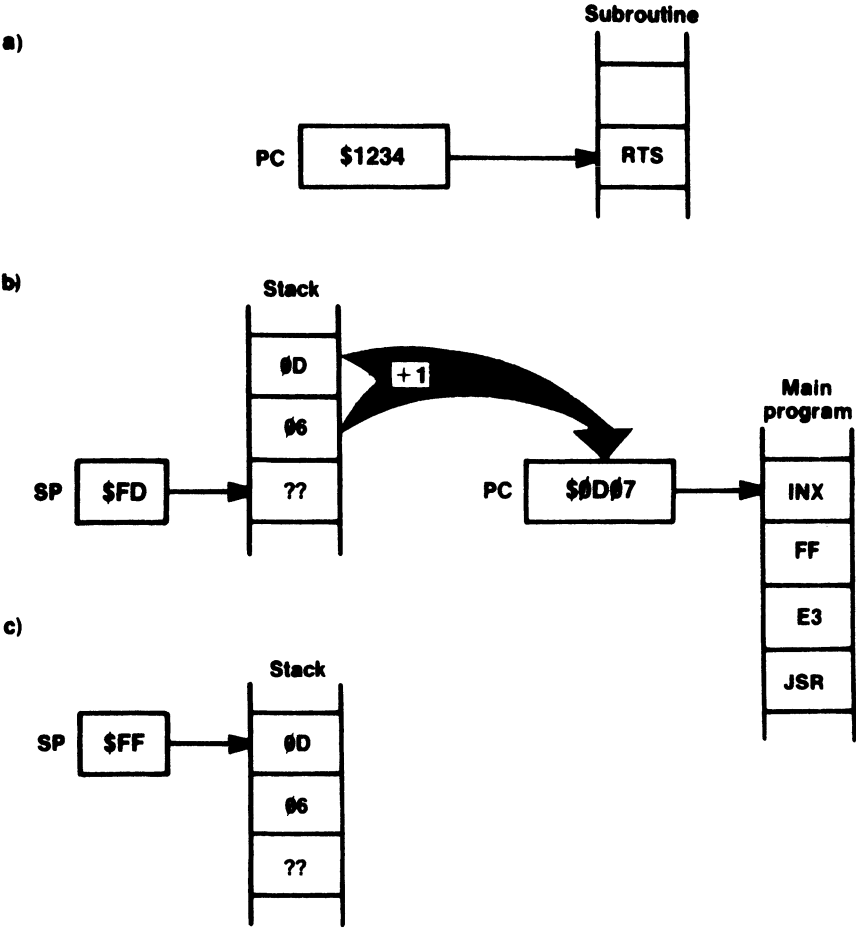 Subroutine
a)
PC $1234 RTS
b)
Stack
ØD
+1
Ø6
Main
program
SP $FD ??
PC $ØDØ7 INX
FF
E3
c)
Stack
JSR
SP $FF ØD
Ø6
??